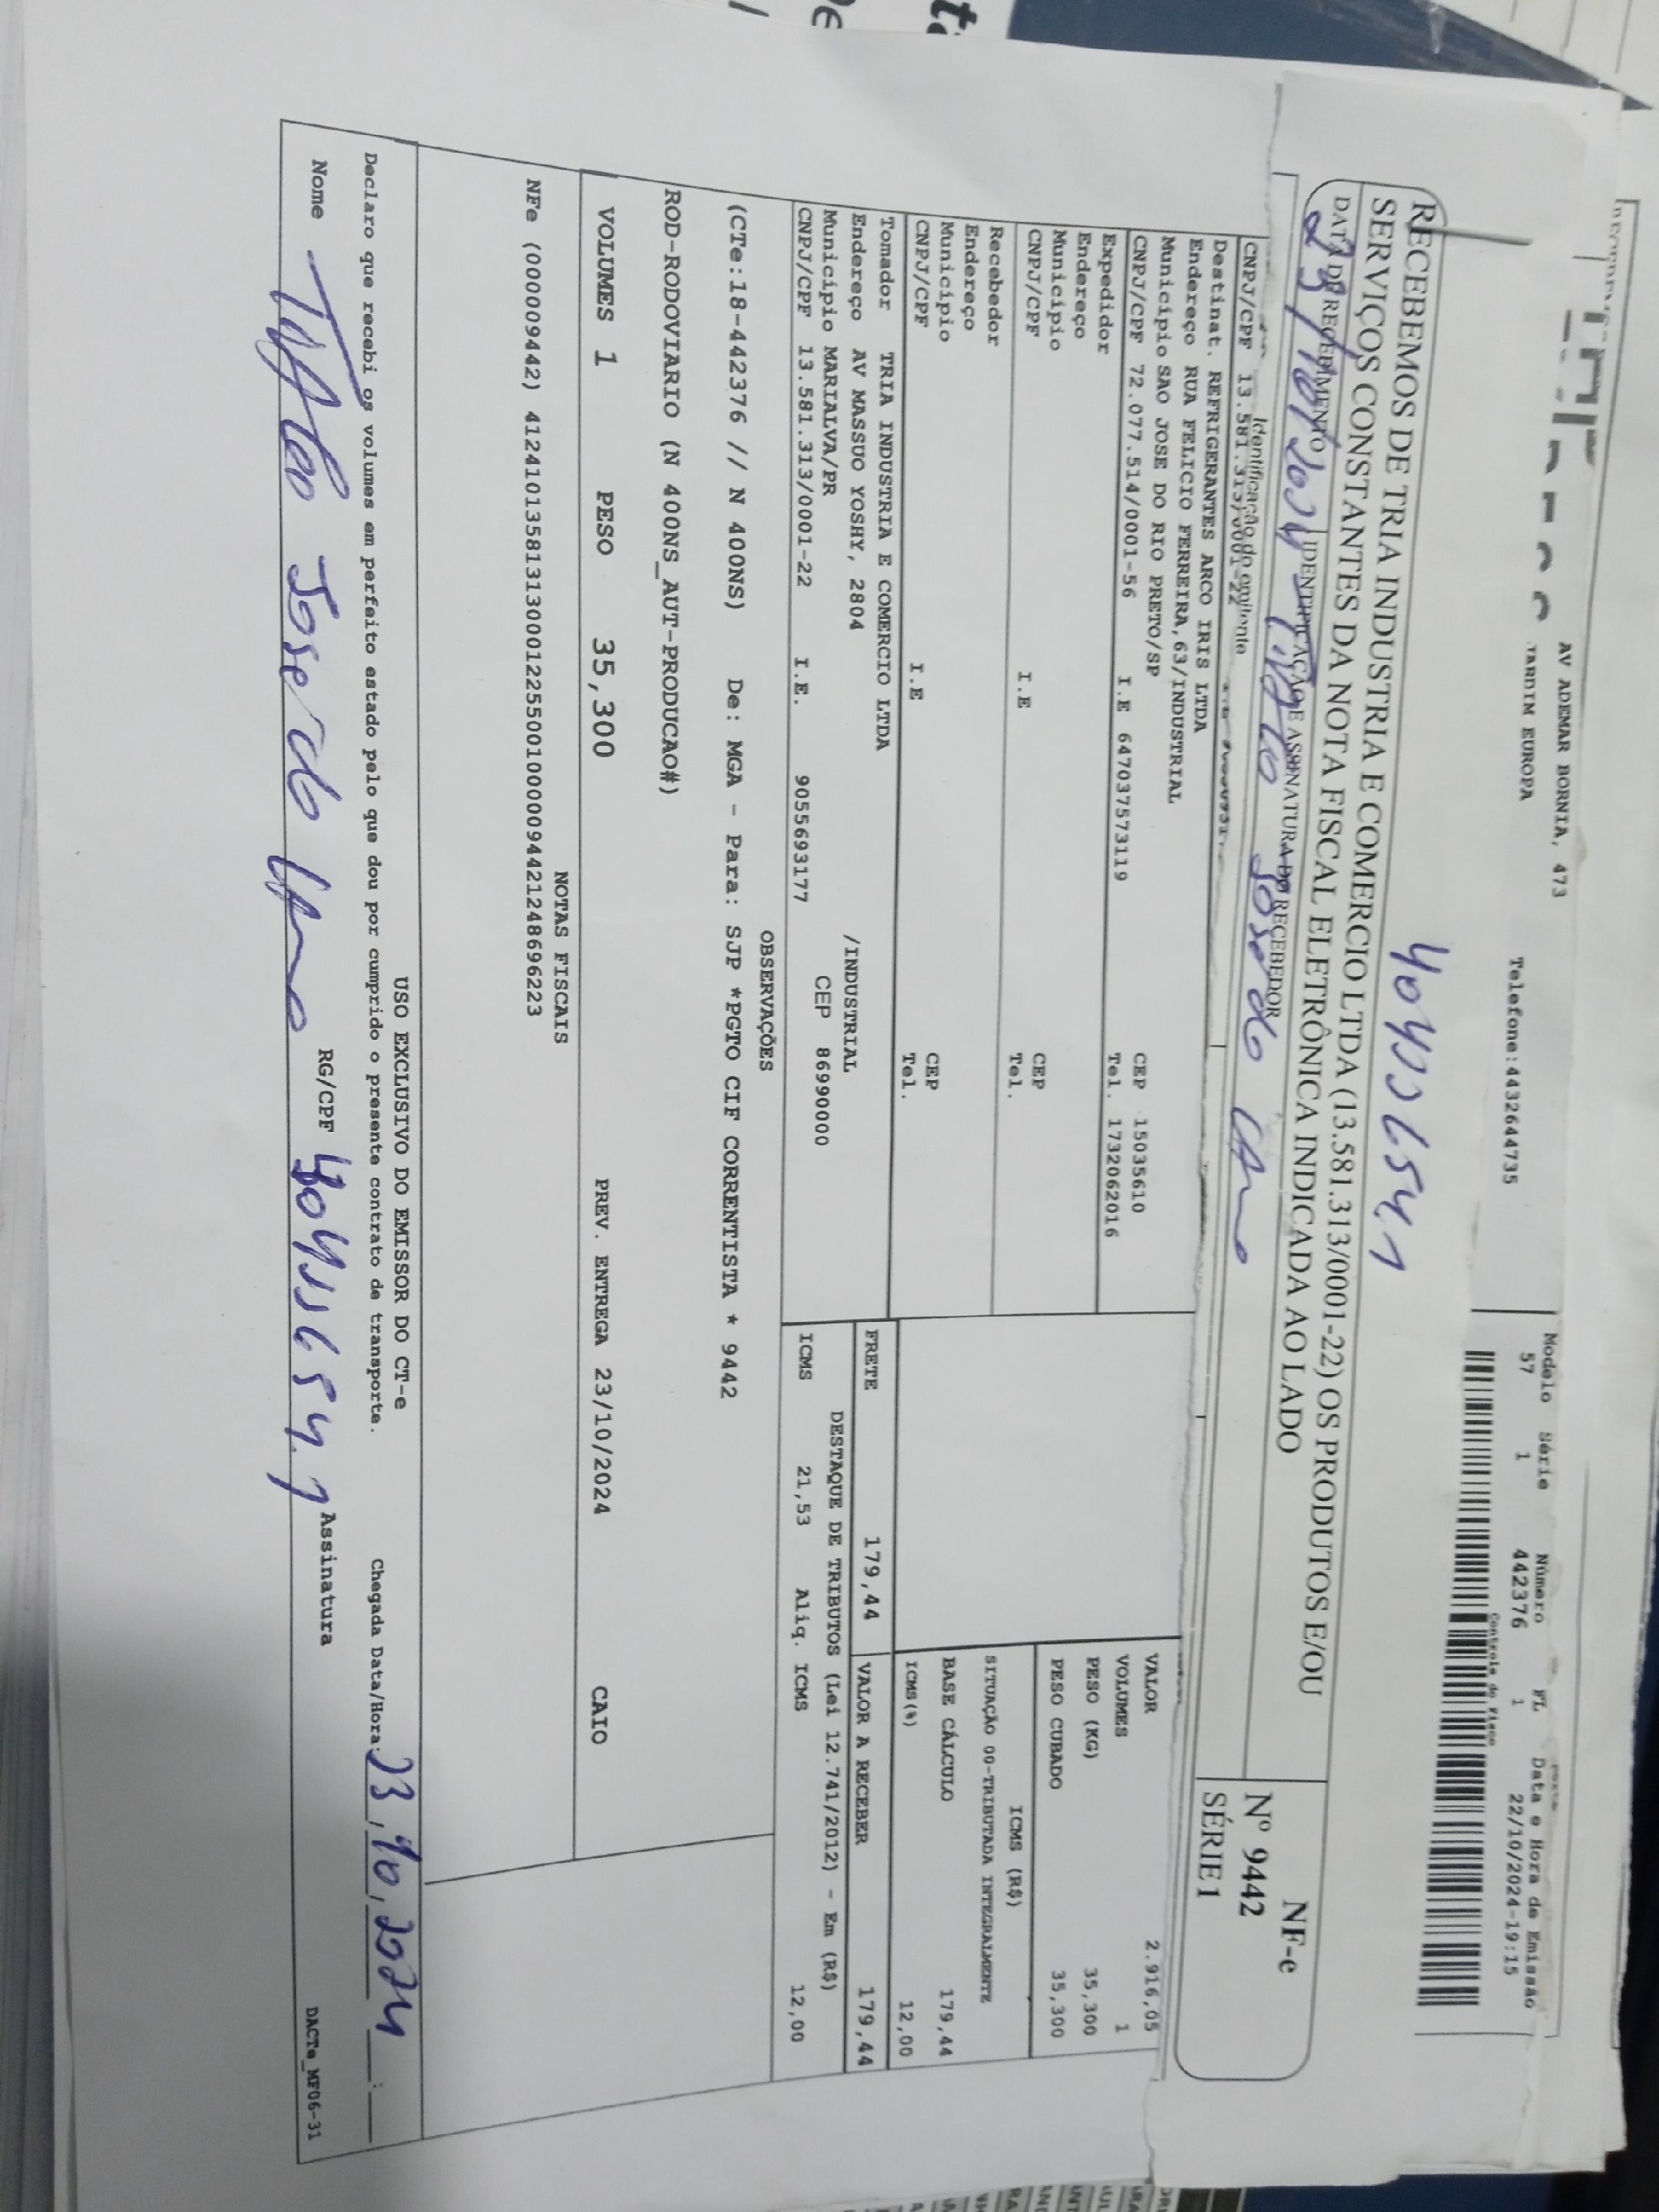 AV ADEMAR BORNIA, 473
JARDIM EUROPA
Telefone:4432644735
Modelo Série Número FL Data e Hora de Emissão
57 1 442376 1 22/10/2024-19:15
Controle do Fisco
RECEBEMOS DE TRIA INDUSTRIA E COMERCIO LTDA (13.581.313/0001-22) OS PRODUTOS E/OU
SERVIÇOS CONSTANTES DA NOTA FISCAL ELETRÔNICA INDICADA AO LADO
DATA DE RECEBIMENTO IDENTIFICAÇÃO E ASSINATURA DO RECEBEDOR
NF-e
Nº 9442
SÉRIE1
Identificação do emitente
CNPJ/CPF 13.581.313/0001-22
Destinat. REFRIGERANTES ARCO IRIS LTDA
Endereço RUA FELICIO FERREIRA,63/INDUSTRIAL
Município SAO JOSE DO RIO PRETO/SP CEP 15035610
CNPJ/CPF 72.077.514/0001-56 I.E 647037573119 Tel. 1732062016
Expedidor
Endereço
Município CEP
CNPJ/CPF I.E Tel.
Recebedor
Endereço
Município CEP
CNPJ/CPF I.E Tel.
VALOR 2.916,05
VOLUMES 1
PESO (KG) 35,300
PESO CUBADO 35,300
ICMS (R$)
SITUAÇÃO 00-TRIBUTADA INTEGRALMENTE
BASE CÁLCULO 179,44
ICMS(%) 12,00
Tomador TRIA INDUSTRIA E COMERCIO LTDA
Endereço AV MASSUO YOSHY, 2804 /INDUSTRIAL
Município MARIALVA/PR CEP 86990000
CNPJ/CPF 13.581.313/0001-22 I.E. 9055693177
FRETE 179,44 VALOR A RECEBER 179,44
DESTAQUE DE TRIBUTOS (Lei 12.741/2012) - Em (R$)
ICMS 21,53 Aliq. ICMS 12,00
OBSERVAÇÕES
(CTe:18-442376 // N 400NS) De: MGA - Para: SJP *PGTO CIF CORRENTISTA * 9442
ROD-RODOVIARIO (N 400NS_AUT-PRODUCAO#)
VOLUMES 1 PESO 35,300 PREV. ENTREGA 23/10/2024 CAIO
NOTAS FISCAIS
NFe (000009442) 41241013581313000122550010000094421248696223
USO EXCLUSIVO DO EMISSOR DO CT-e
Declaro que recebi os volumes em perfeito estado pelo que dou por cumprido o presente contrato de transporte. Chegada Data/Hora: 23/10/2024
Nome RG/CPF Assinatura
DACTe_MF06-31